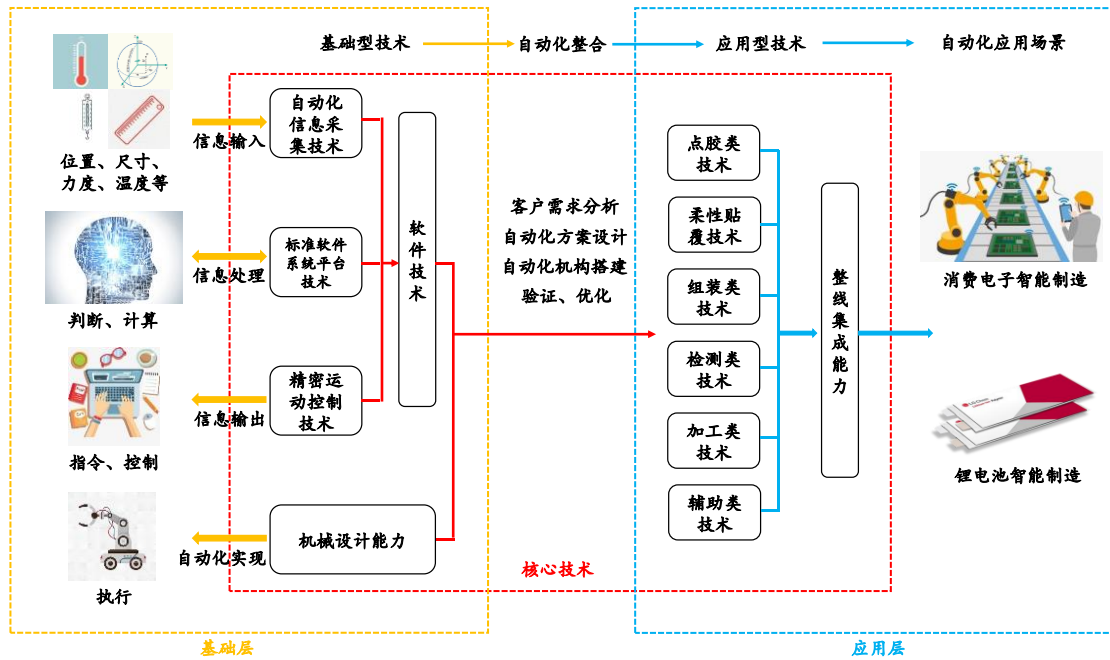 基础型技术
自动化整合
应用型技术
自动化应用场景
位置、尺寸、
力度、温度等
信息输入
自动化
信息采
集技术
判断、计算
信息处理
标准软件
系统平台
技术
指令、控制
信息输出
精密运
动控制
技术
执行
自动化实现
机械设计能力
软件技术
客户需求分析
自动化方案设计
自动化机构搭建
验证、优化
点胶类
技术
柔性贴
覆技术
组装类
技术
检测类
技术
加工类
技术
辅助类
技术
整线集成能力
消费电子智能制造
锂电池智能制造
核心技术
基础层
应用层